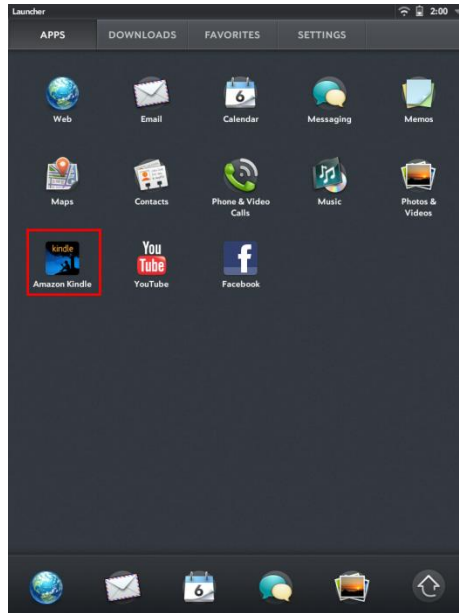 Launcher 2:00
APPS DOWNLOADS FAVORITES SETTINGS
6
Web Email Calendar Messaging Memos
Maps Contacts Phone & Video Calls Music Photos & Videos
kindle You Tube f
Amazon Kindle YouTube Facebook
6